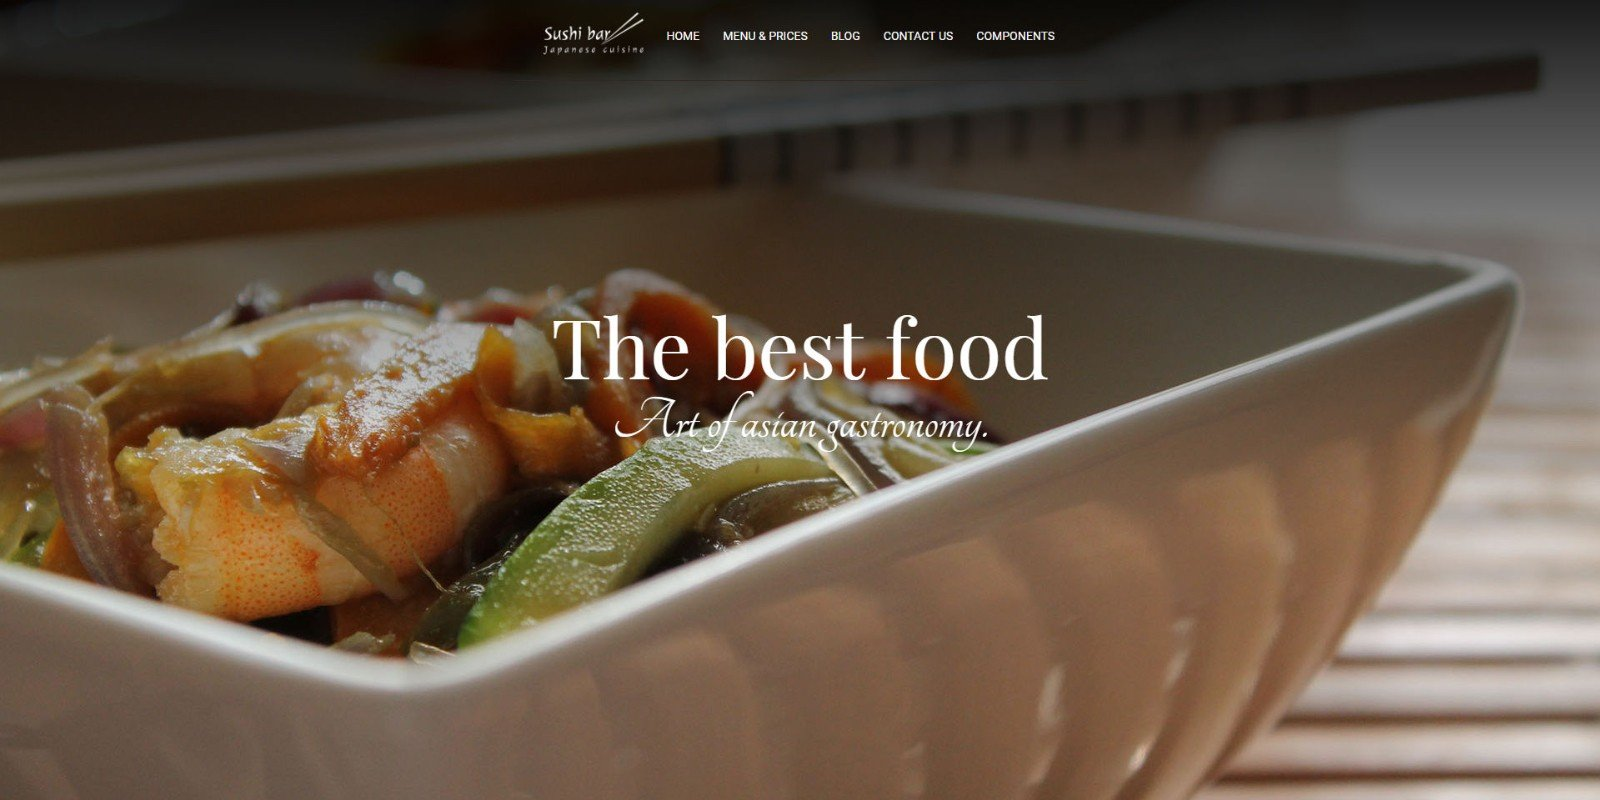 Sushi bar
Japanese cuisine
HOME MENU & PRICES BLOG CONTACT US COMPONENTS
The best food
Art of asian gastronomy.